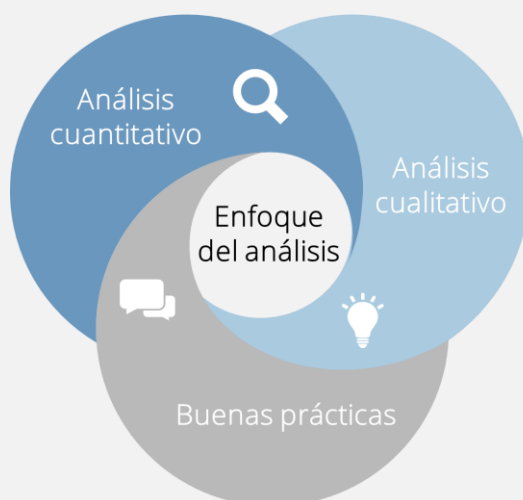 Análisis
cuantitativo
Análisis
cualitativo
Enfoque
del análisis
Buenas prácticas